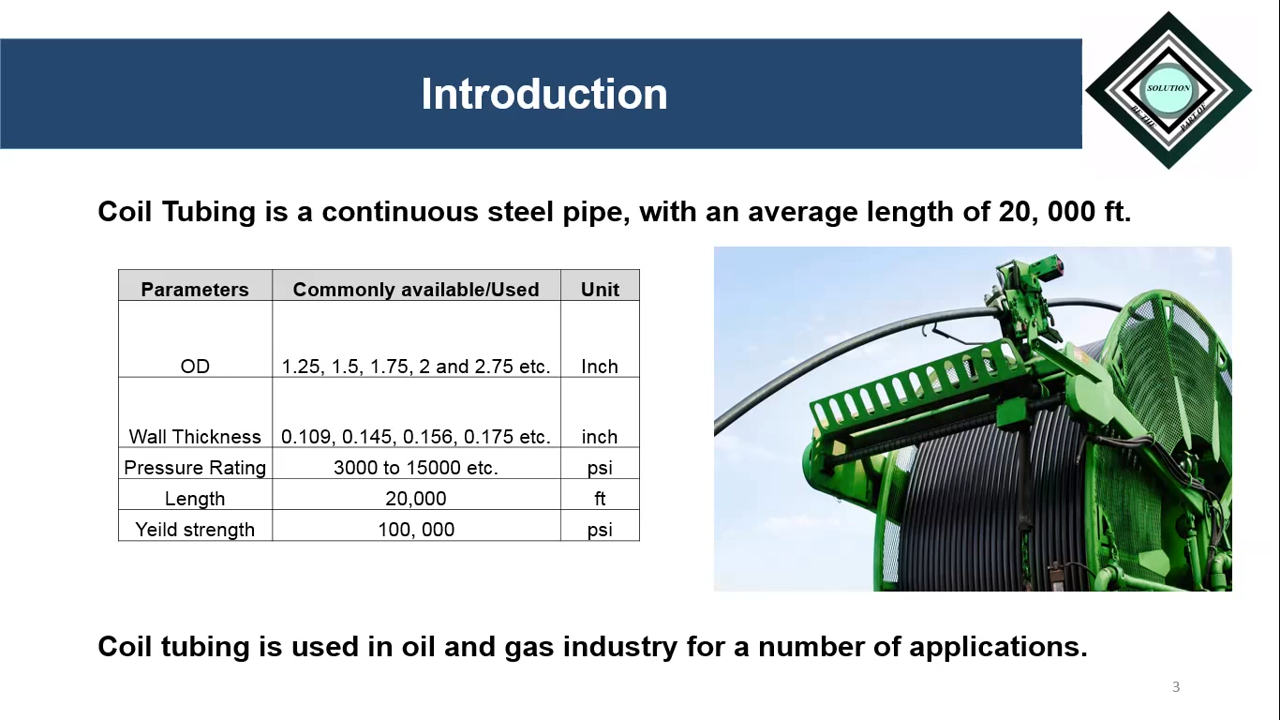 Introduction
SOLUTION
BE THE
PART OF
Coil Tubing is a continuous steel pipe, with an average length of 20, 000 ft.
Parameters Commonly available/Used Unit
OD 1.25, 1.5, 1.75, 2 and 2.75 etc. Inch
Wall Thickness 0.109, 0.145, 0.156, 0.175 etc. inch
Pressure Rating 3000 to 15000 etc. psi
Length 20,000 ft
Yeild strength 100, 000 psi
Coil tubing is used in oil and gas industry for a number of applications.
3